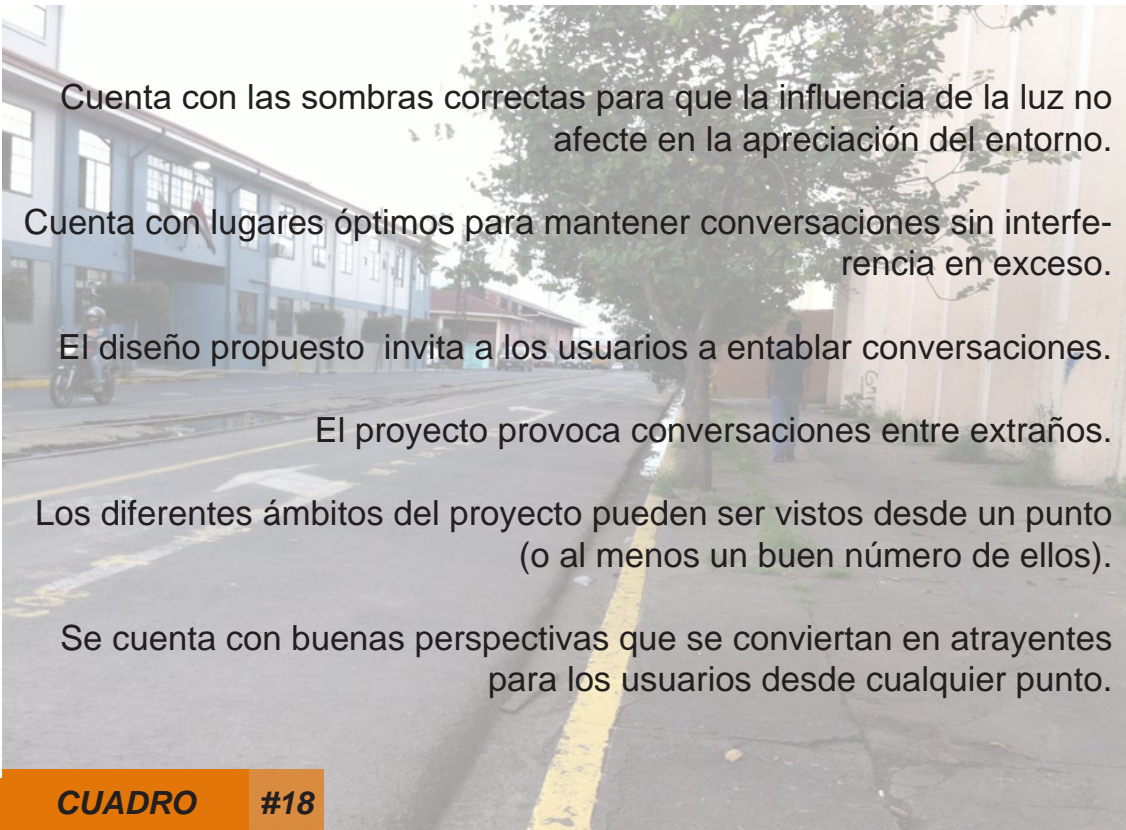 Cuenta con las sombras correctas para que la influencia de la luz no
afecte en la apreciación del entorno.
Cuenta con lugares óptimos para mantener conversaciones sin interfe-
rencia en exceso.
El diseño propuesto  invita a los usuarios a entablar conversaciones.
El proyecto provoca conversaciones entre extraños.
Los diferentes ámbitos del proyecto pueden ser vistos desde un punto
(o al menos un buen número de ellos).
Se cuenta con buenas perspectivas que se conviertan en atrayentes
para los usuarios desde cualquier punto.
CUADRO #18